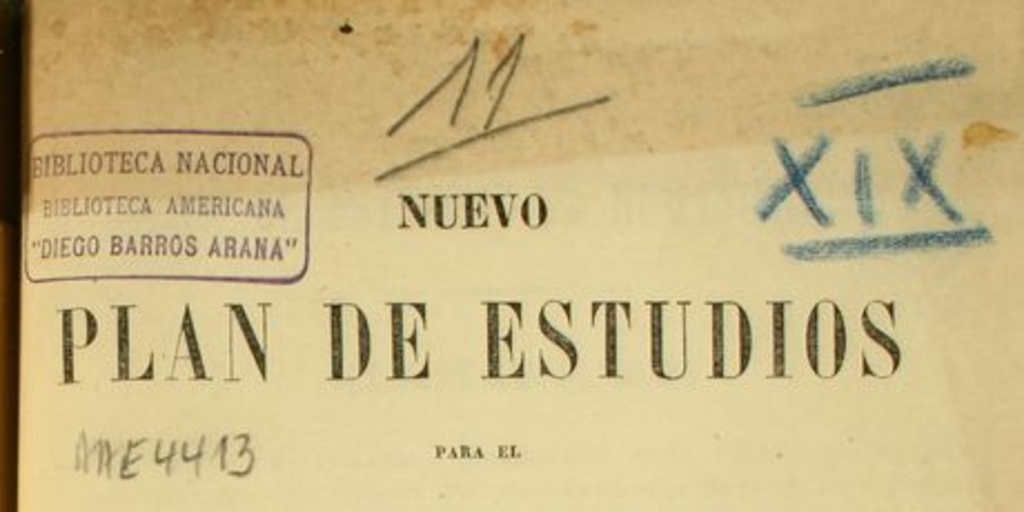 11
XIX
BIBLIOTECA NACIONAL
BIBLIOTECA AMERICANA
"DIEGO BARROS ARANA"
NUEVO
PLAN DE ESTUDIOS
AAE4413
PARA EL